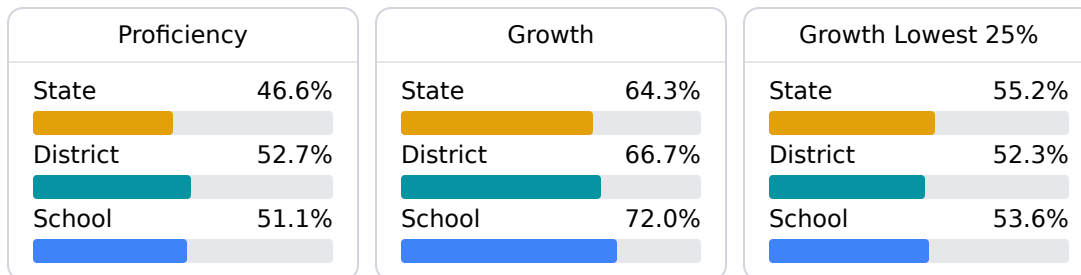 Proficiency
State 46.6%
District 52.7%
School 51.1%
Growth
State 64.3%
District 66.7%
School 72.0%
Growth Lowest 25%
State 55.2%
District 52.3%
School 53.6%